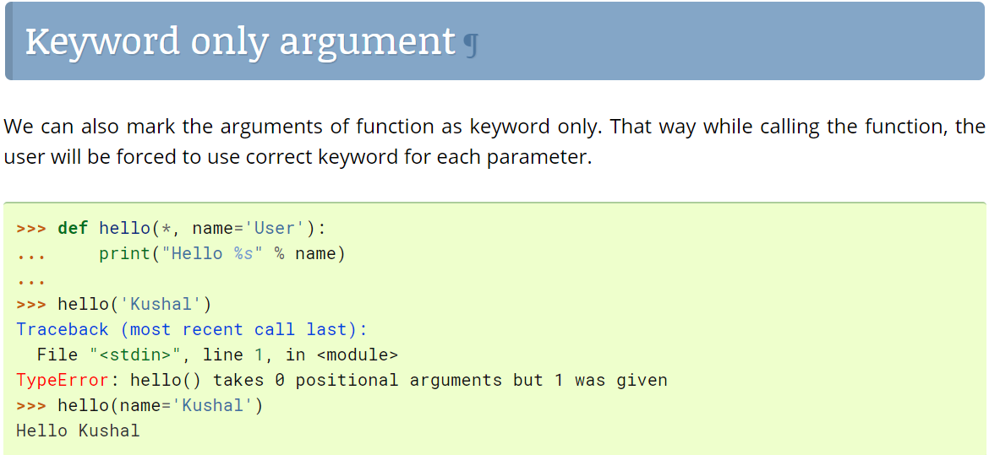 Keyword only argument ¶
We can also mark the arguments of function as keyword only. That way while calling the function, the
user will be forced to use correct keyword for each parameter.
>>> def hello(*, name='User'):
...     print("Hello %s" % name)
...
>>> hello('Kushal')
Traceback (most recent call last):
  File "<stdin>", line 1, in <module>
TypeError: hello() takes 0 positional arguments but 1 was given
>>> hello(name='Kushal')
Hello Kushal